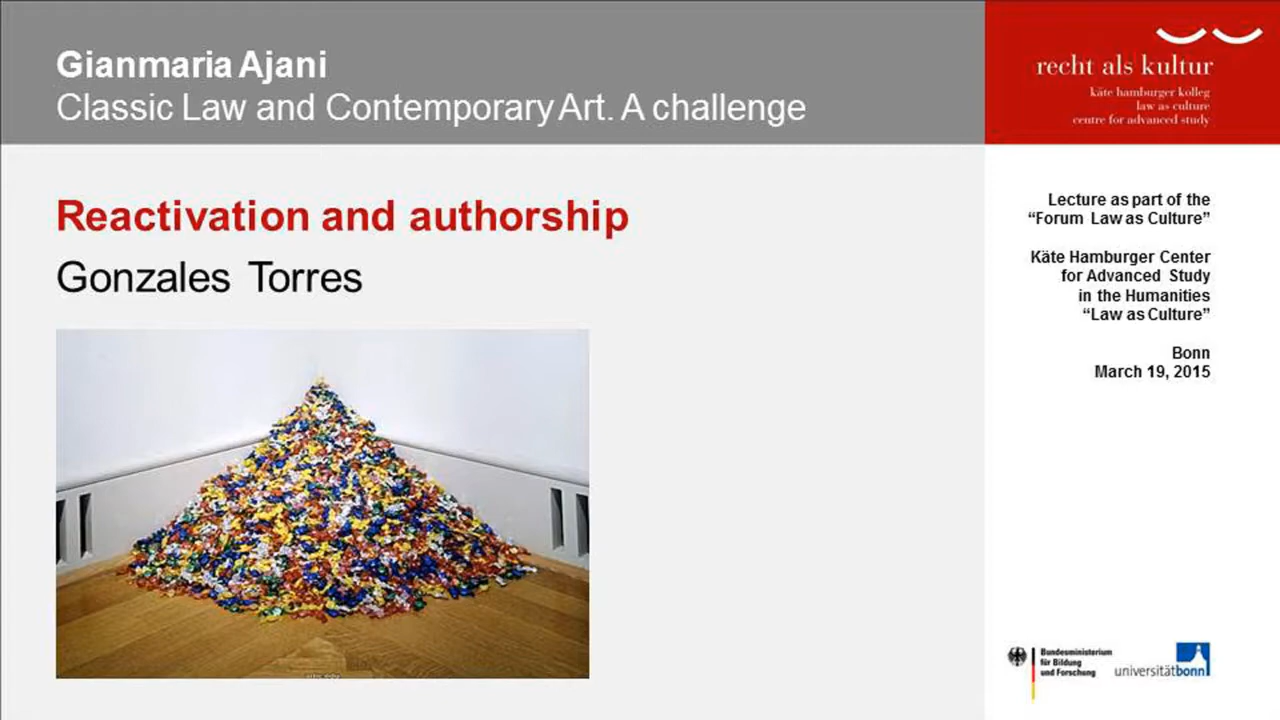 Gianmaria Ajani
Classic Law and Contemporary Art. A challenge
recht als kultur
käte hamburger kolleg
law as culture
centre for advanced study
Reactivation and authorship
Gonzales Torres
Lecture as part of the
“Forum Law as Culture”
Käte Hamburger Center
for Advanced Study
in the Humanities
“Law as Culture”
Bonn
March 19, 2015
Bundesministerium
für Bildung
und Forschung
universitätbonn